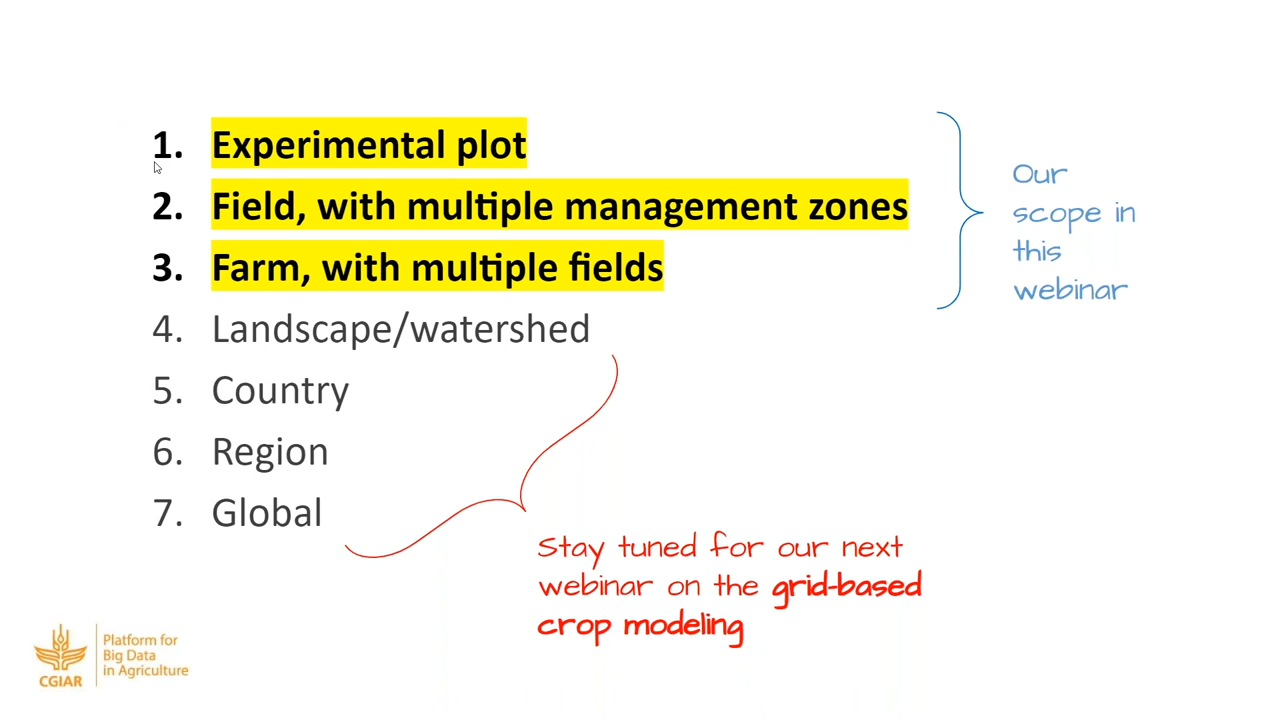 1. Experimental plot
2. Field, with multiple management zones
3. Farm, with multiple fields
4. Landscape/watershed
5. Country
6. Region
7. Global
Our
scope in
this
webinar
Stay tuned for our next
webinar on the grid-based
crop modeling
CGIAR
Platform for
Big Data
in Agriculture